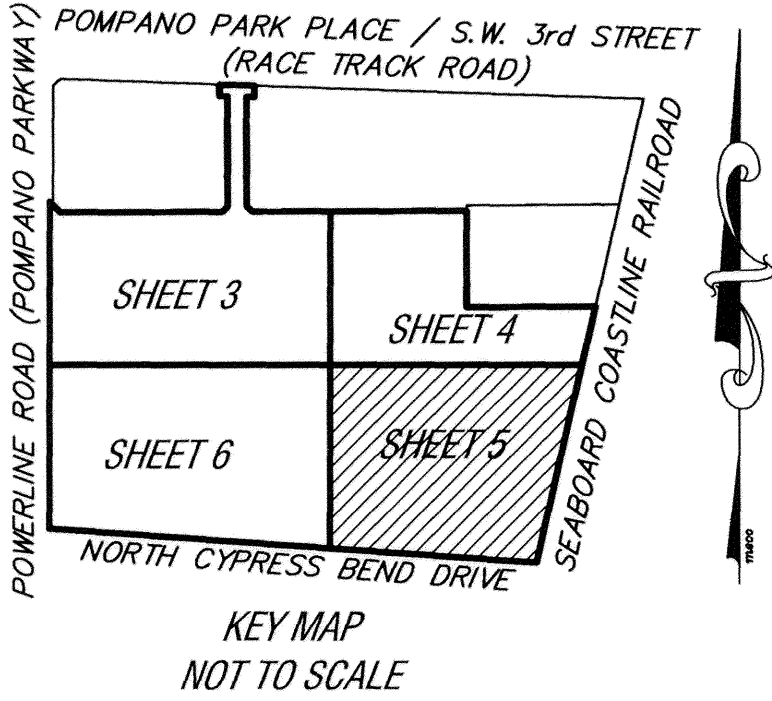 POMPANO PARK PLACE / S.W. 3rd STREET
(RACE TRACK ROAD)
POWERLINE ROAD (POMPANO PARKWAY)
SEABOARD COASTLINE RAILROAD
SHEET 3
SHEET 4
SHEET 6
SHEET 5
NORTH CYPRESS BEND DRIVE
KEY MAP
NOT TO SCALE